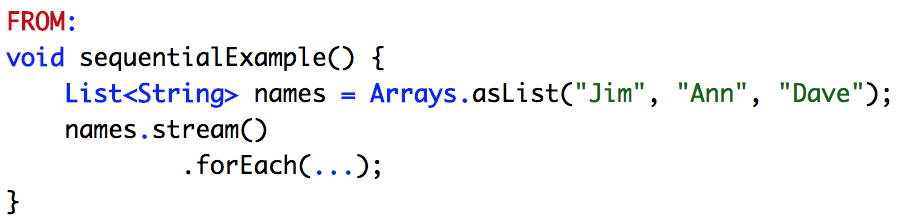 FROM:
void sequentialExample() {
    List<String> names = Arrays.asList("Jim", "Ann", "Dave");
    names.stream()
            .forEach(...);
}